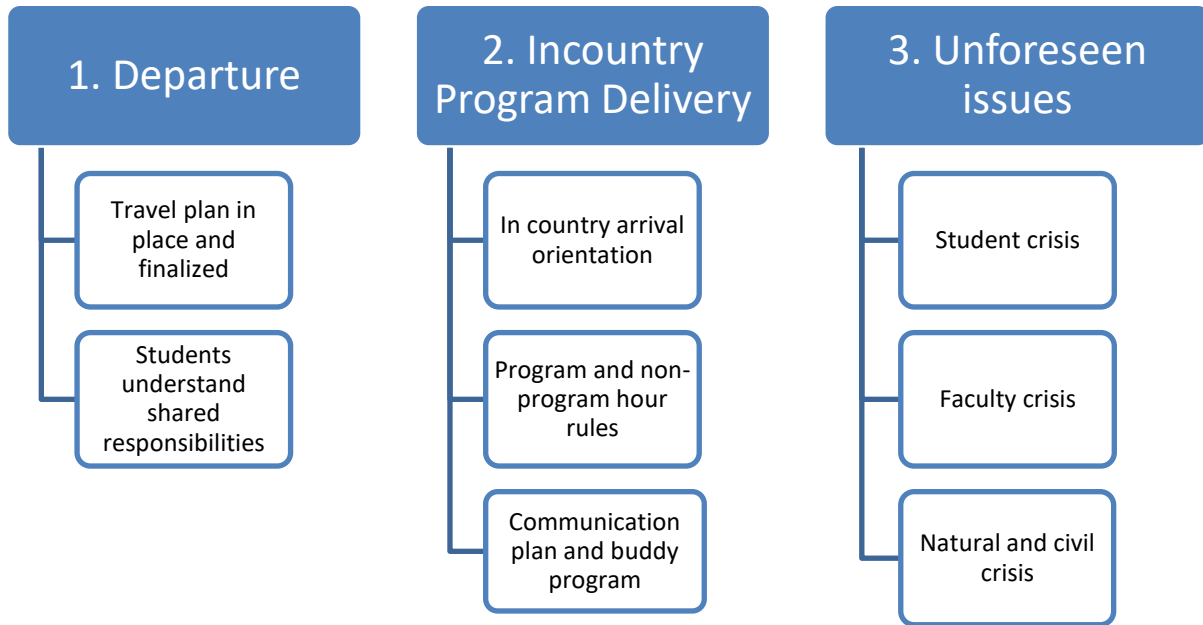 1. Departure
Travel plan in
place and
finalized
Students
understand
shared
responsibilities
2. Incountry
Program Delivery
In country arrival
orientation
Program and non-
program hour
rules
Communication
plan and buddy
program
3. Unforeseen
issues
Student crisis
Faculty crisis
Natural and civil
crisis